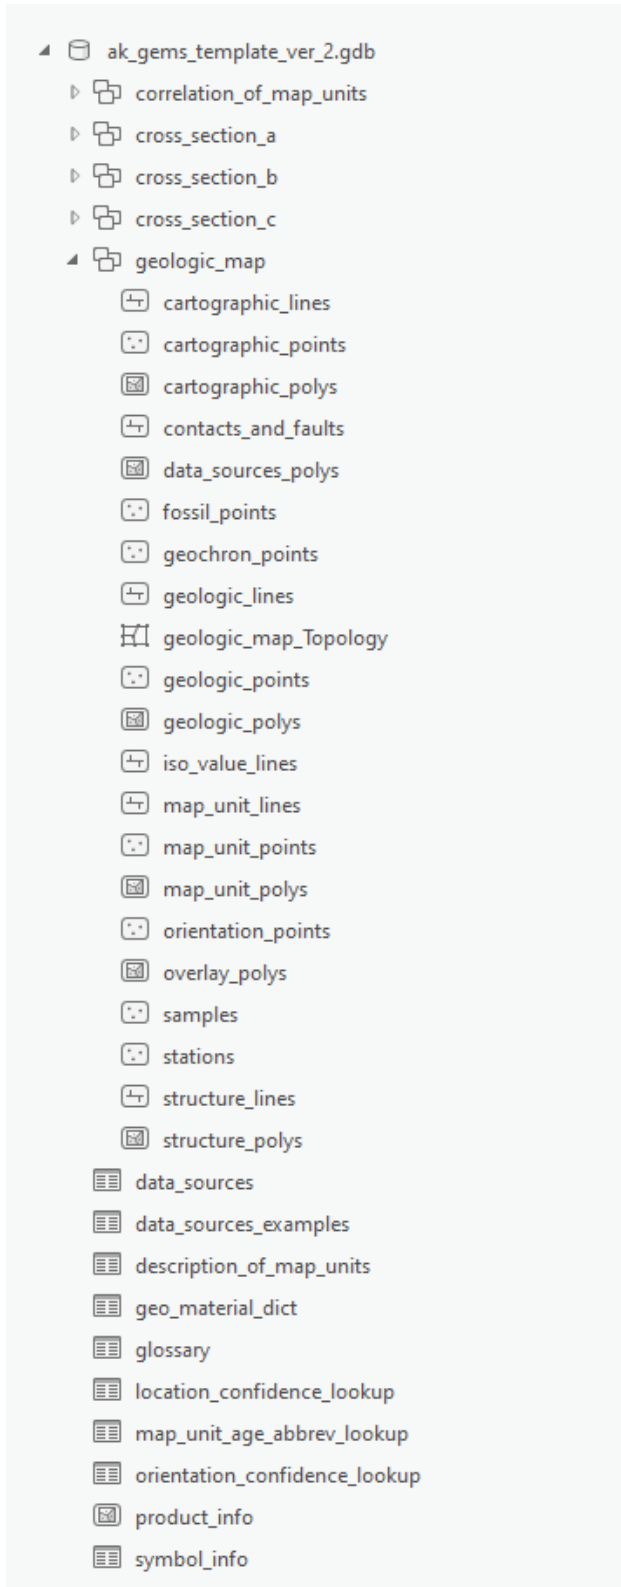 ak_gems_template_ver_2.gdb
correlation_of_map_units
cross_section_a
cross_section_b
cross_section_c
geologic_map
cartographic_lines
cartographic_points
cartographic_polys
contacts_and_faults
data_sources_polys
fossil_points
geochron_points
geologic_lines
geologic_map_Topology
geologic_points
geologic_polys
iso_value_lines
map_unit_lines
map_unit_points
map_unit_polys
orientation_points
overlay_polys
samples
stations
structure_lines
structure_polys
data_sources
data_sources_examples
description_of_map_units
geo_material_dict
glossary
location_confidence_lookup
map_unit_age_abbrev_lookup
orientation_confidence_lookup
product_info
symbol_info